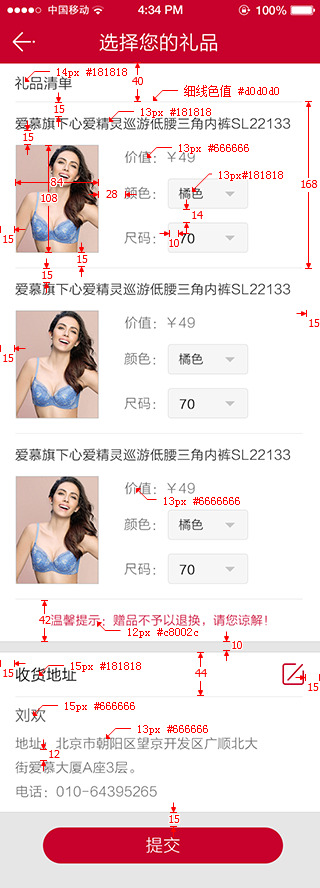 中国移动 4:34 PM 100%
选择您的礼品
14px #181818
礼品清单
40
细线色值 #d0d0d0
15
13px #181818
爱慕旗下心爱精灵巡游低腰三角内裤SL22133
15
价值：￥49
13px #666666
84
28
颜色：
橘色
13px#181818
168
108
14
尺码：
70
10
15
15
15
爱慕旗下心爱精灵巡游低腰三角内裤SL22133
15
价值：￥49
15
颜色：
橘色
尺码：
70
爱慕旗下心爱精灵巡游低腰三角内裤SL22133
价值：￥49
13px #6666666
颜色：
橘色
尺码：
70
42
温馨提示：赠品不予以退换，请您谅解！
12px #c8002c
10
15
收货地址
15px #181818
44
15
刘欢
15px #666666
13px #666666
地址：北京市朝阳区望京开发区广顺北大
12
街爱慕大厦A座3层。
电话：010-64395265
15
提交